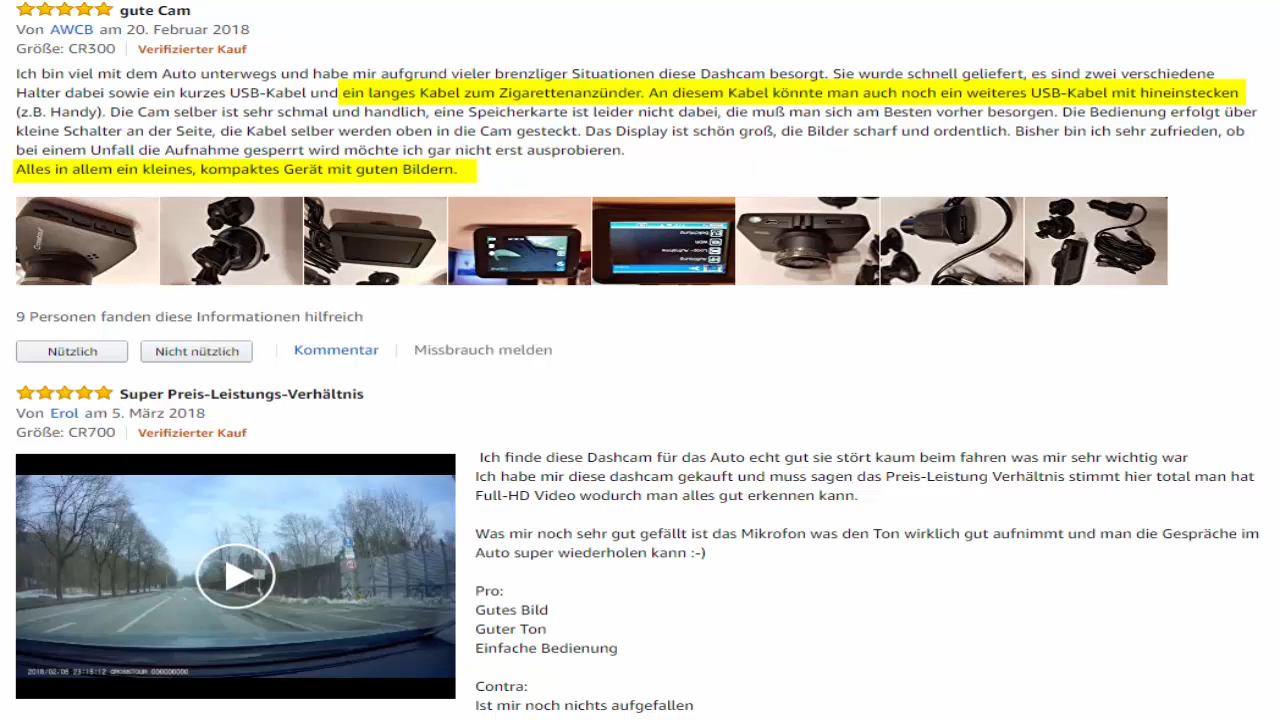 gute Cam
Von AWCB am 20. Februar 2018
Größe: CR300 | Verifizierter Kauf
Ich bin viel mit dem Auto unterwegs und habe mir aufgrund vieler brenzliger Situationen diese Dashcam besorgt. Sie wurde schnell geliefert, es sind zwei verschiedene
Halter dabei sowie ein kurzes USB-Kabel und ein langes Kabel zum Zigarettenanzünder. An diesem Kabel könnte man auch noch ein weiteres USB-Kabel mit hineinstecken
(z.B. Handy). Die Cam selber ist sehr schmal und handlich, eine Speicherkarte ist leider nicht dabei, die muß man sich am Besten vorher besorgen. Die Bedienung erfolgt über
kleine Schalter an der Seite, die Kabel selber werden oben in die Cam gesteckt. Das Display ist schön groß, die Bilder scharf und ordentlich. Bisher bin ich sehr zufrieden, ob
bei einem Unfall die Aufnahme gesperrt wird möchte ich gar nicht erst ausprobieren.
Alles in allem ein kleines, kompaktes Gerät mit guten Bildern.
9 Personen fanden diese Informationen hilfreich
Nützlich Nicht nützlich | Kommentar | Missbrauch melden
Super Preis-Leistungs-Verhältnis
Von Erol am 5. März 2018
Größe: CR700 | Verifizierter Kauf
Ich finde diese Dashcam für das Auto echt gut sie stört kaum beim fahren was mir sehr wichtig war
Ich habe mir diese dashcam gekauft und muss sagen das Preis-Leistung Verhältnis stimmt hier total man hat
Full-HD Video wodurch man alles gut erkennen kann.
Was mir noch sehr gut gefällt ist das Mikrofon was den Ton wirklich gut aufnimmt und man die Gespräche im
Auto super wiederholen kann :-)
Pro:
Gutes Bild
Guter Ton
Einfache Bedienung
Contra:
Ist mir noch nichts aufgefallen